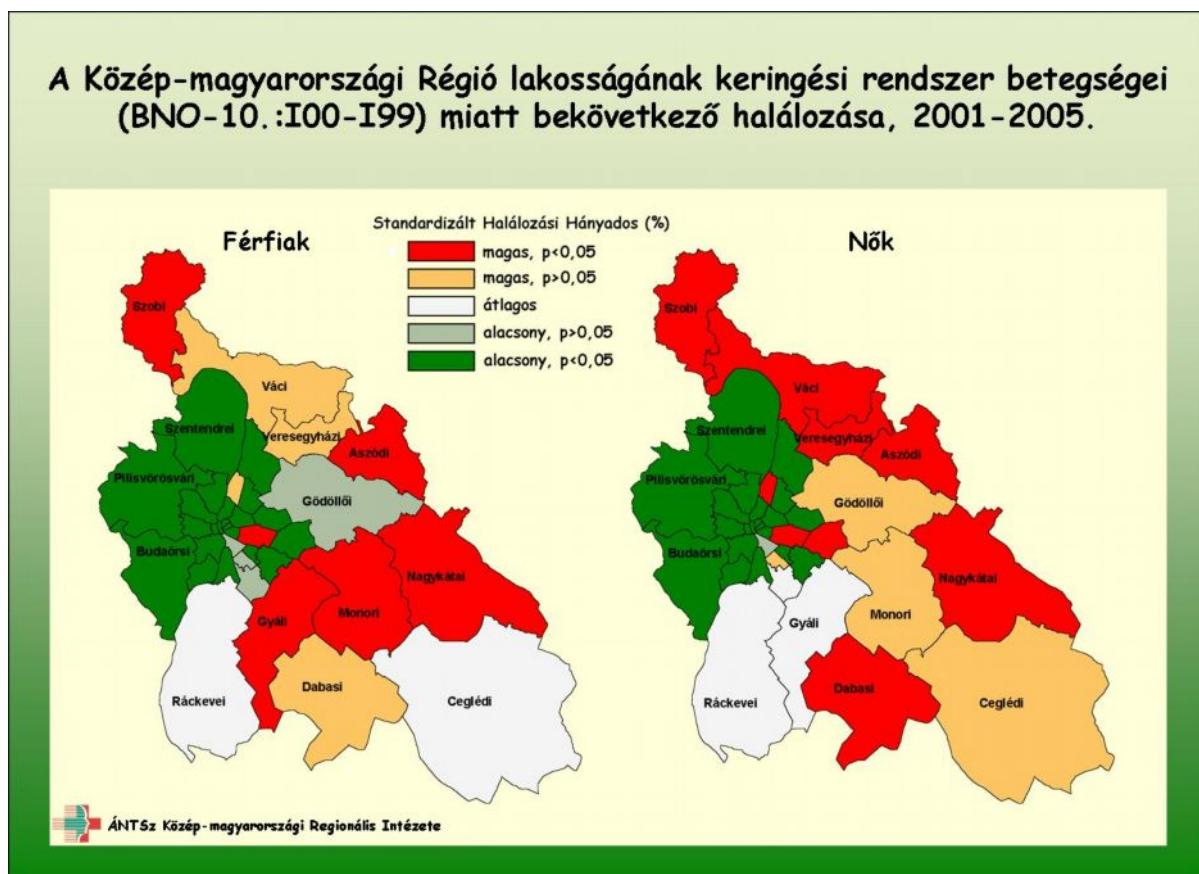 A Közép-magyarországi Régió lakosságának keringési rendszer betegségei
(BNO-10.:I00-I99) miatt bekövetkező halálozása, 2001-2005.
Standardizált Halálozási Hányados (%)
magas, p<0,05
magas, p>0,05
átlagos
alacsony, p>0,05
alacsony, p<0,05
Férfiak
Szobi
Váci
Szentendrei
Veresegyházi
Aszódi
Pilisvörösvári
Gödöllői
Budaörsi
Nagykátai
Gyáli
Monori
Ráckevei
Dabasi
Ceglédi
Nők
Szobi
Váci
Szentendrei
Veresegyházi
Aszódi
Pilisvörösvári
Gödöllői
Budaörsi
Nagykátai
Gyáli
Monori
Ráckevei
Dabasi
Ceglédi
ÁNTSz Közép-magyarországi Regionális Intézete